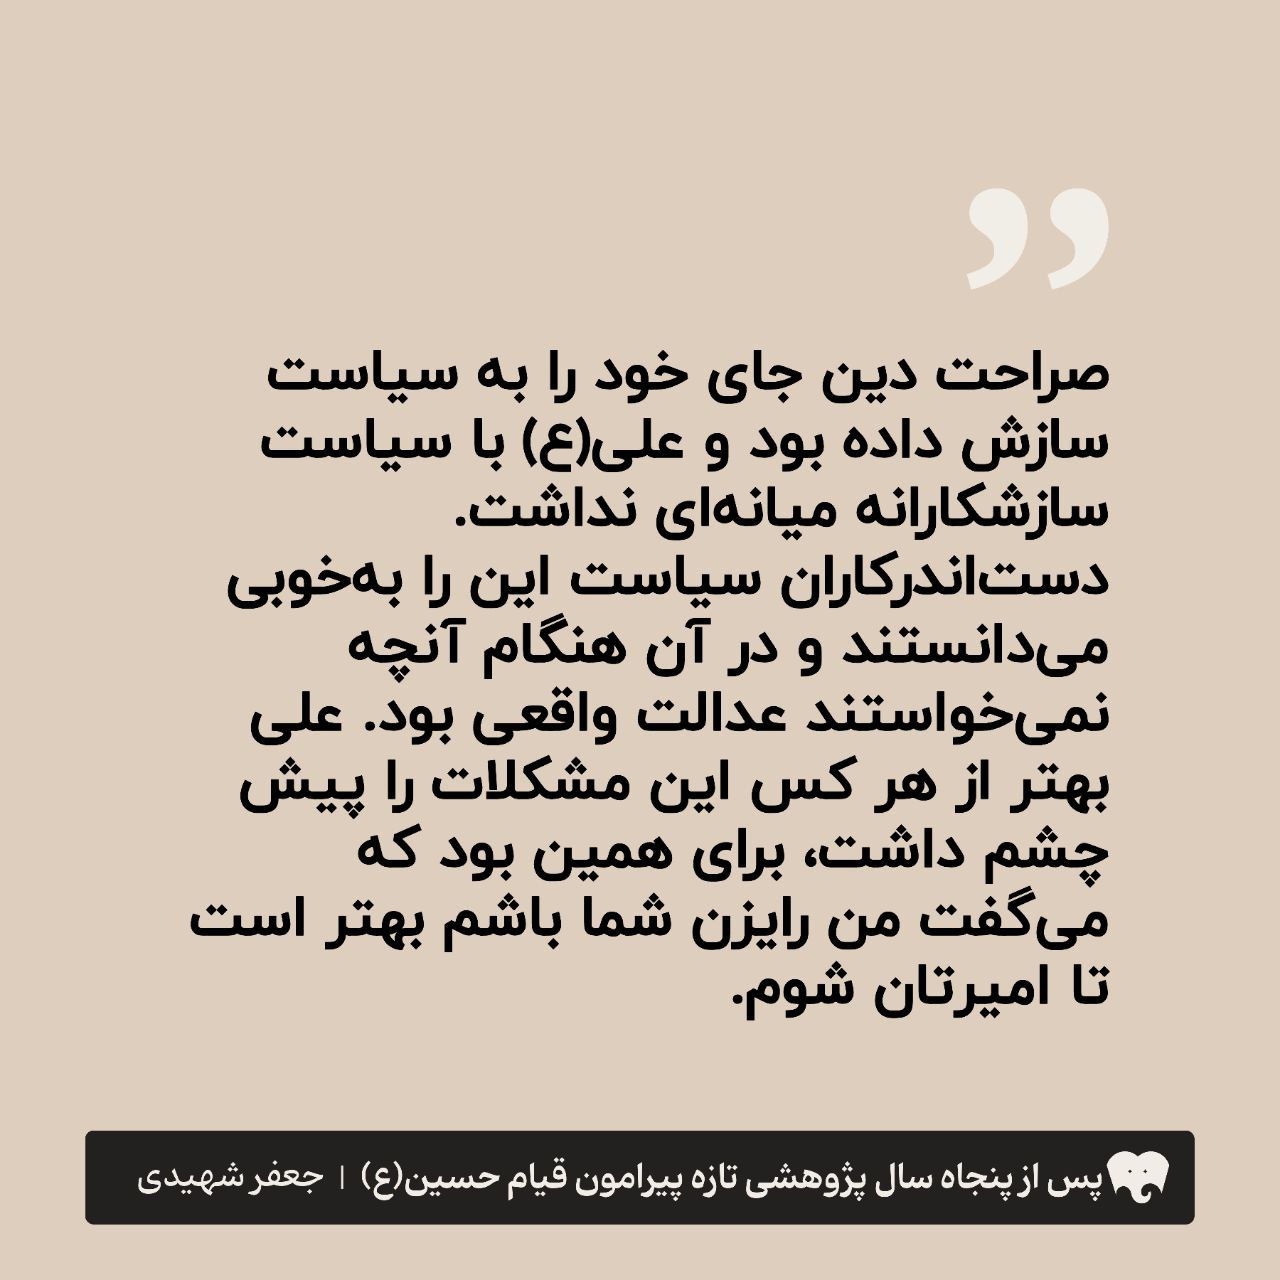 صراحت دین جای خود را به سیاست
سازش داده بود و علی(ع) با سیاست
سازشکارانه میانه‌ای نداشت.
دست‌اندرکاران سیاست این را به‌خوبی
می‌دانستند و در آن هنگام آنچه
نمی‌خواستند عدالت واقعی بود. علی
بهتر از هر کس این مشکلات را پیش
چشم داشت، برای همین بود که
می‌گفت من رایزن شما باشم بهتر است
تا امیرتان شوم.
پس از پنجاه سال پژوهشی تازه پیرامون قیام حسین(ع) | جعفر شهیدی